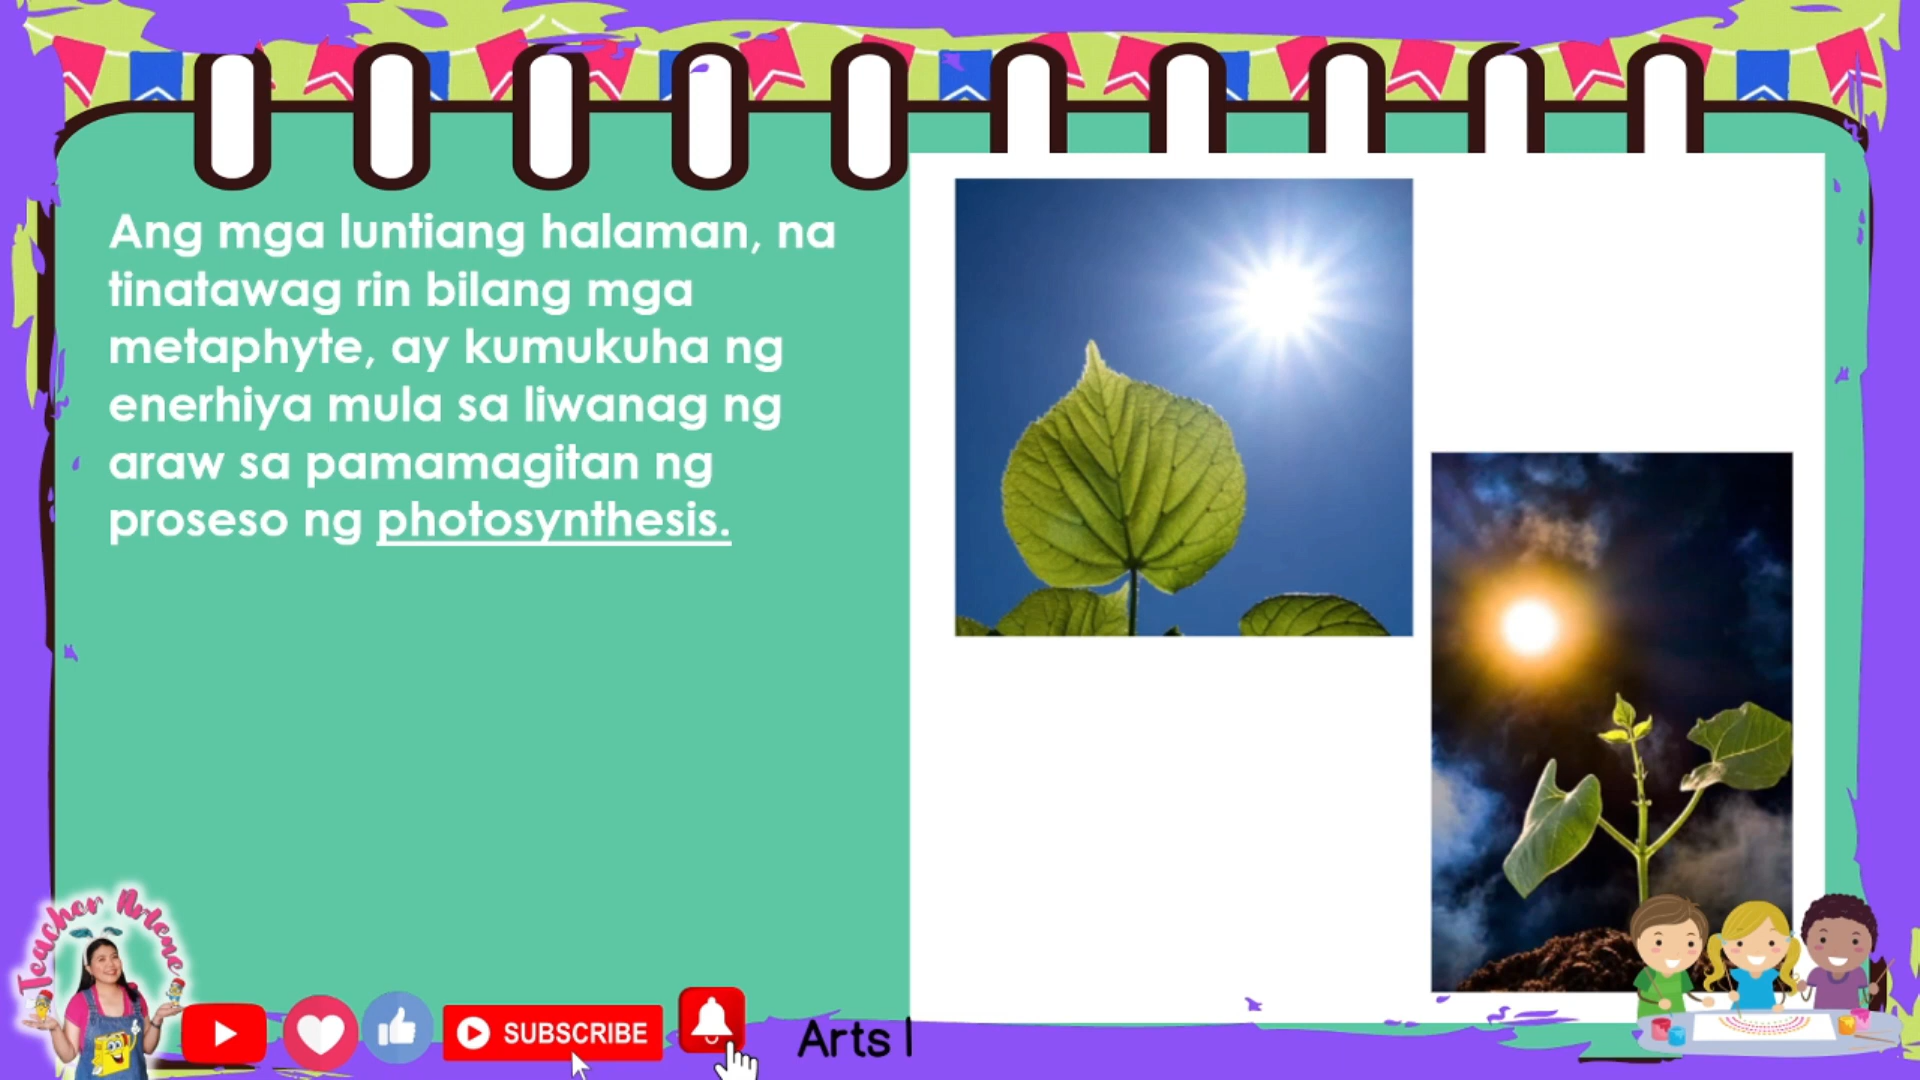 Ang mga luntiang halaman, na
tinatawag rin bilang mga
metaphyte, ay kumukuha ng
enerhiya mula sa liwanag ng
araw sa pamamagitan ng
proseso ng photosynthesis.
Teacher Arlene
SUBSCRIBE
Arts